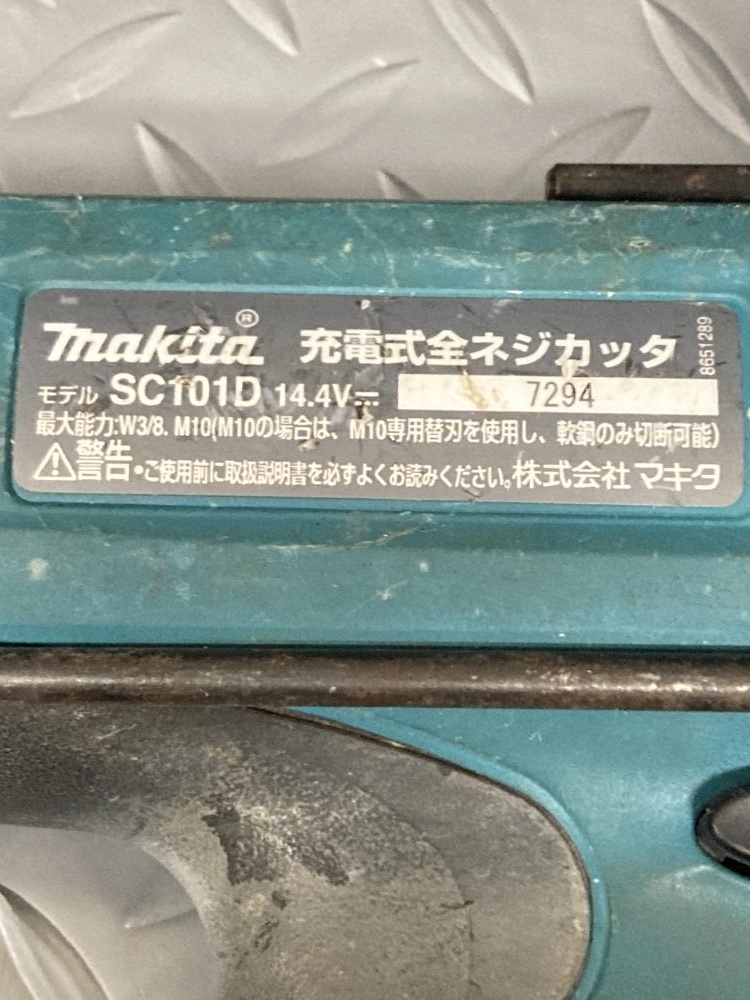 makita® 充電式全ネジカッタ
モデル SC101D 14.4V⎓ 7294
最大能力:W3/8. M10(M10の場合は、M10専用替刃を使用し、軟鋼のみ切断可能)
⚠警告・ご使用前に取扱説明書を必ずよくお読みください。株式会社 マキタ
8651289